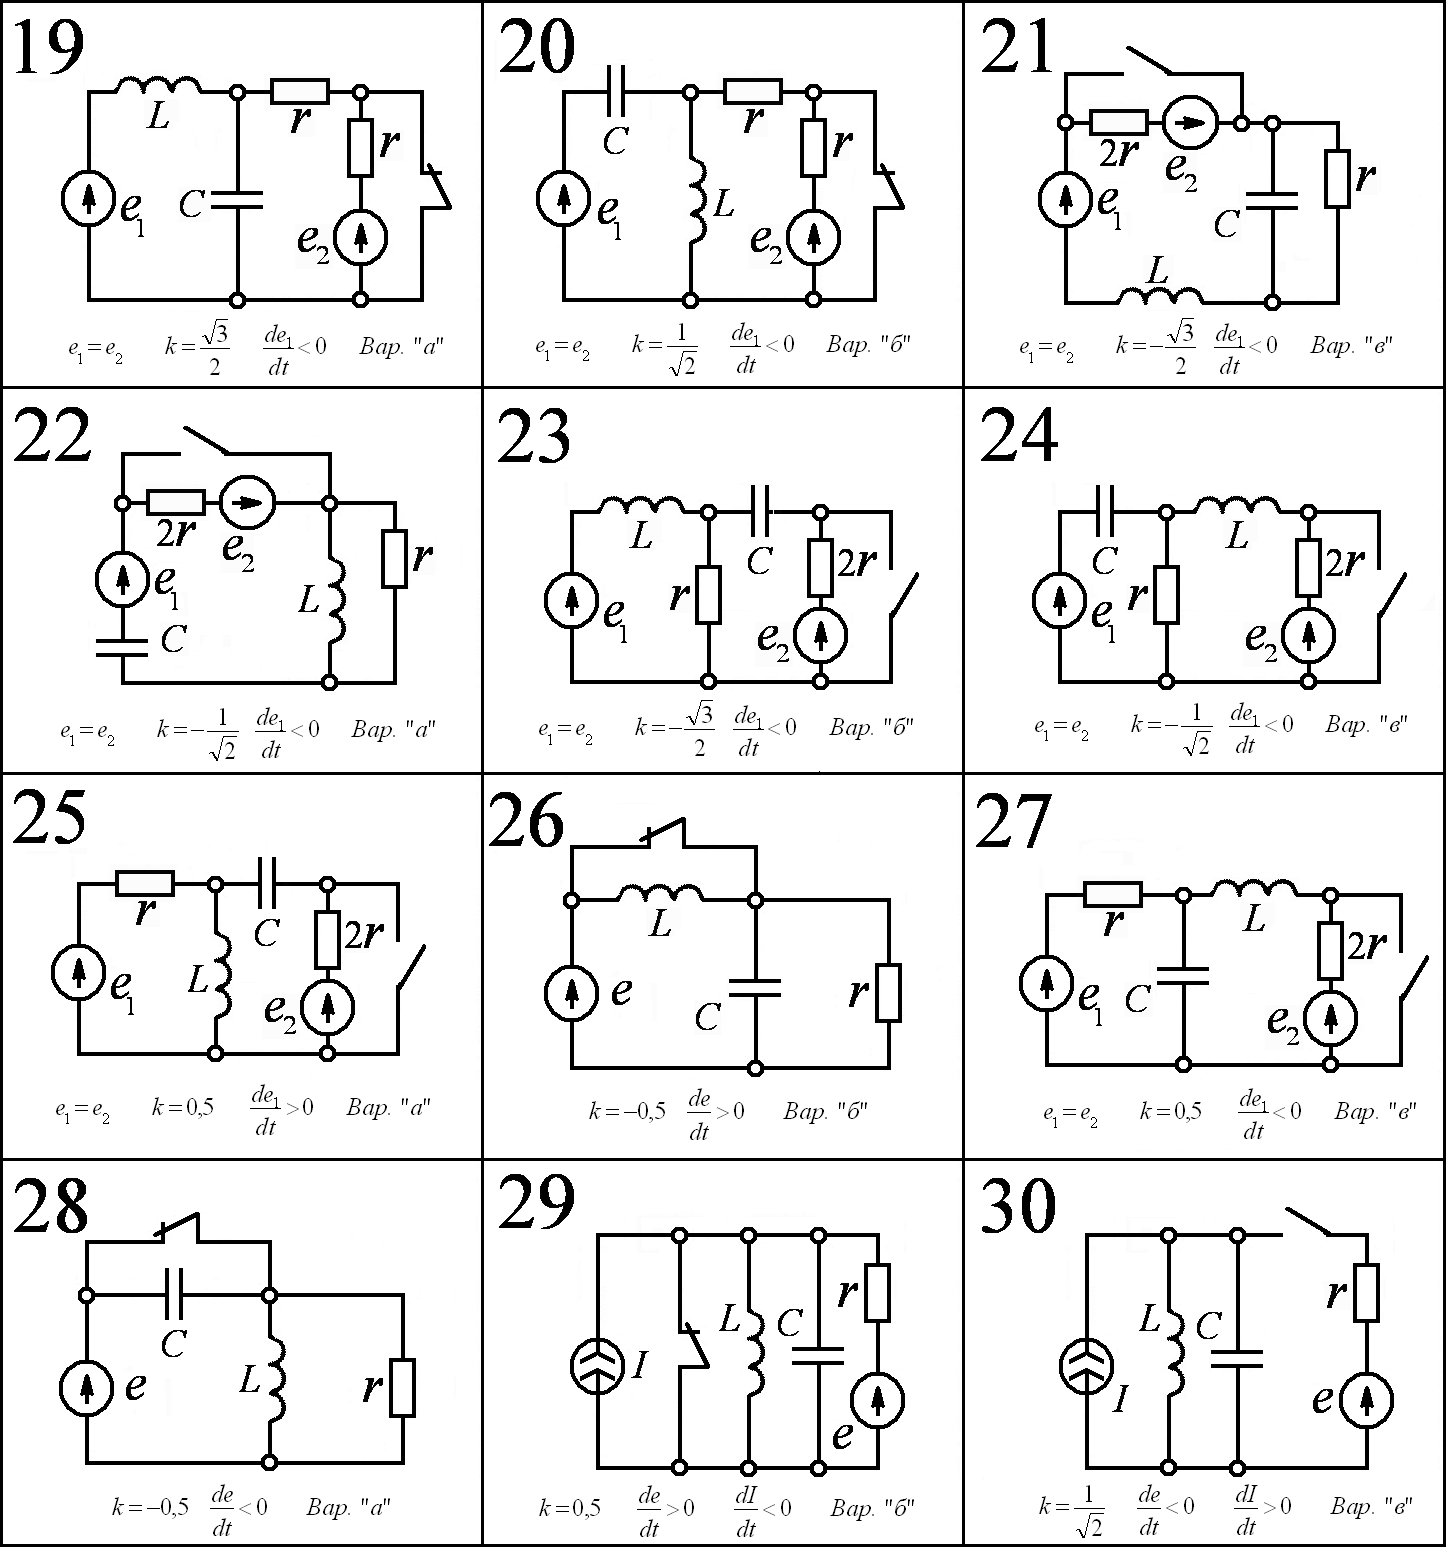 19
L
r
r
C
e₁
e₂
e₁=e₂ k=√3/2 de₁/dt<0 Вар. "а"
20
C
r
r
L
e₁
e₂
e₁=e₂ k=1/√2 de₁/dt<0 Вар. "б"
21
2r
e₂
e₁
C
r
L
e₁=e₂ k=−√3/2 de₁/dt<0 Вар. "в"
22
2r
e₂
e₁
L
r
C
e₁=e₂ k=−1/√2 de₁/dt<0 Вар. "а"
23
L
C
2r
r
e₁
e₂
e₁=e₂ k=−√3/2 de₁/dt<0 Вар. "б"
24
C
L
2r
r
e₁
e₂
e₁=e₂ k=−1/√2 de₁/dt<0 Вар. "в"
25
r
C
2r
L
e₁
e₂
e₁=e₂ k=0,5 de₁/dt>0 Вар. "а"
26
L
e
C
r
k=−0,5 de/dt>0 Вар. "б"
27
r
L
2r
e₁
C
e₂
e₁=e₂ k=0,5 de₁/dt<0 Вар. "в"
28
C
e
L
r
k=−0,5 de/dt<0 Вар. "а"
29
r
L
C
I
e
k=0,5 de/dt>0 dI/dt<0 Вар. "б"
30
r
L
C
I
e
k=1/√2 de/dt<0 dI/dt>0 Вар. "в"